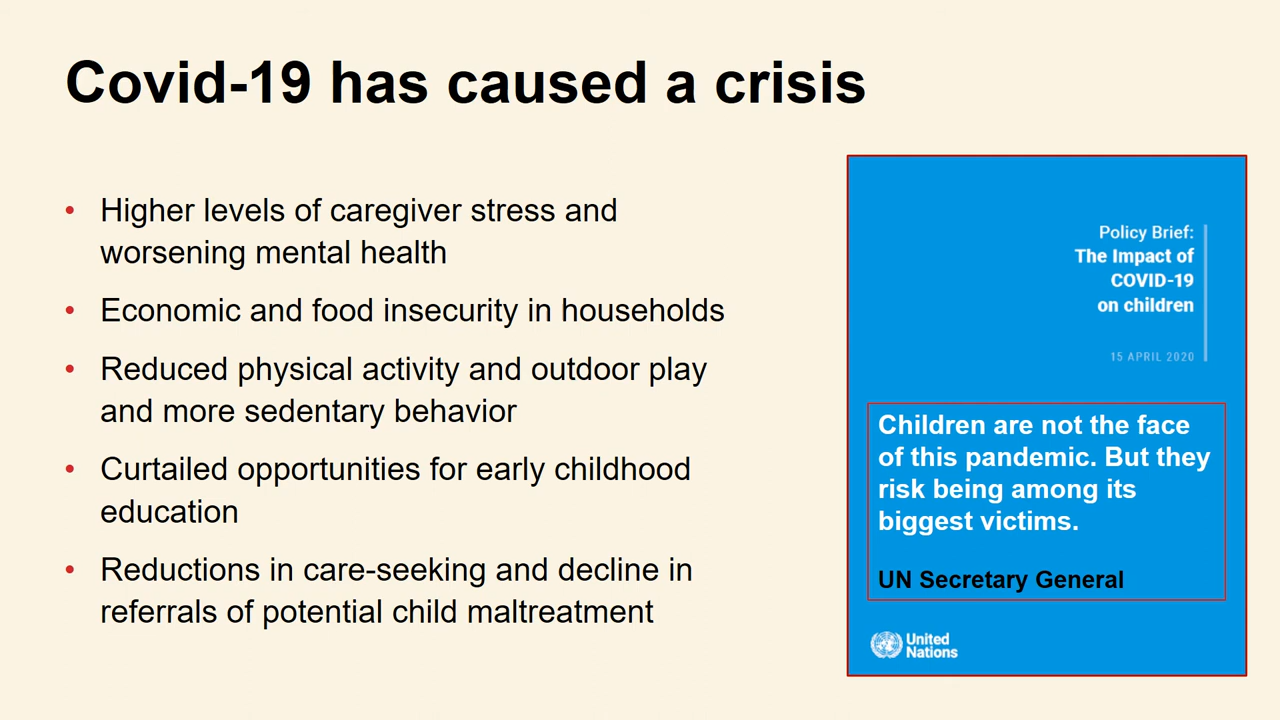 Covid-19 has caused a crisis
• Higher levels of caregiver stress and
worsening mental health
• Economic and food insecurity in households
• Reduced physical activity and outdoor play
and more sedentary behavior
• Curtailed opportunities for early childhood
education
• Reductions in care-seeking and decline in
referrals of potential child maltreatment
Policy Brief:
The Impact of
COVID-19
on children
15 APRIL 2020
Children are not the face
of this pandemic. But they
risk being among its
biggest victims.
UN Secretary General
United
Nations